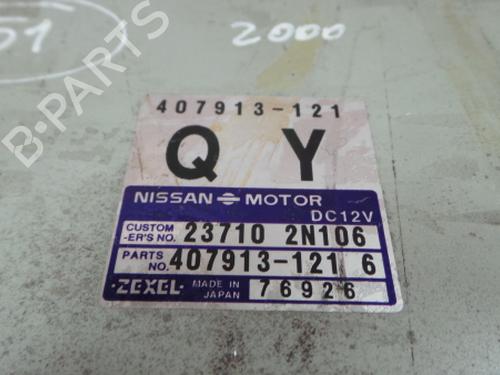 51
2000
B-PARTS
407913-121
Q Y
NISSAN MOTOR
DC12V
CUSTOM -ER'S NO. 23710 2N106
PARTS NO. 407913-121 6
·ZEXEL· MADE IN JAPAN 76926